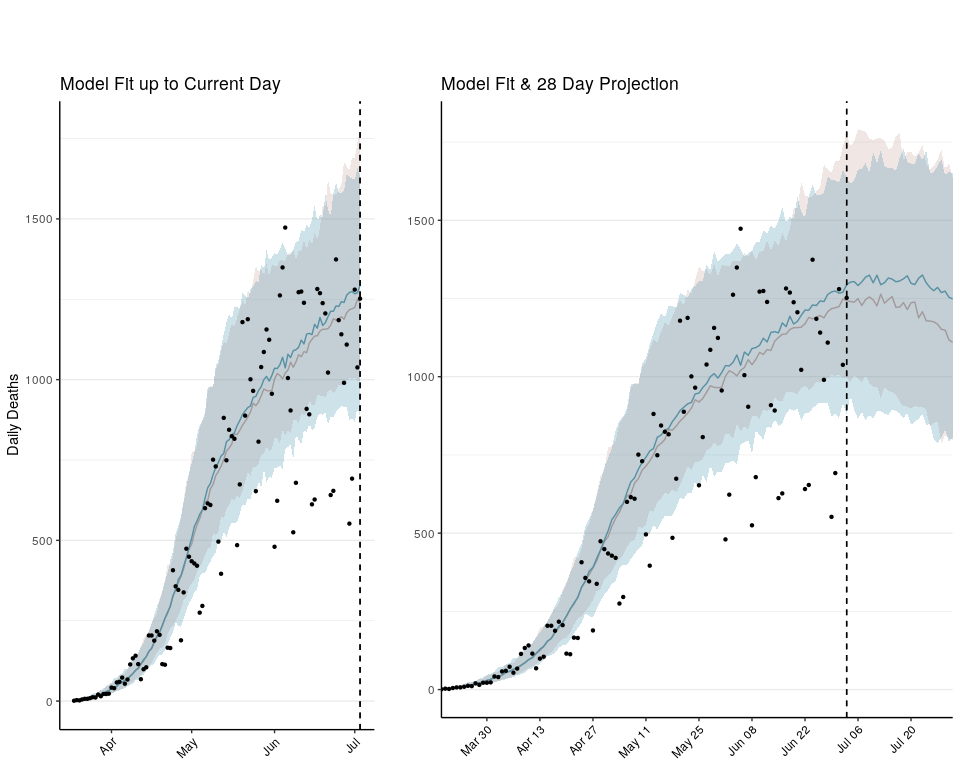 Model Fit up to Current Day
Model Fit & 28 Day Projection
Daily Deaths
1500
1000
500
0
Apr
May
Jun
Jul
1500
1000
500
0
Mar 30
Apr 13
Apr 27
May 11
May 25
Jun 08
Jun 22
Jul 06
Jul 20